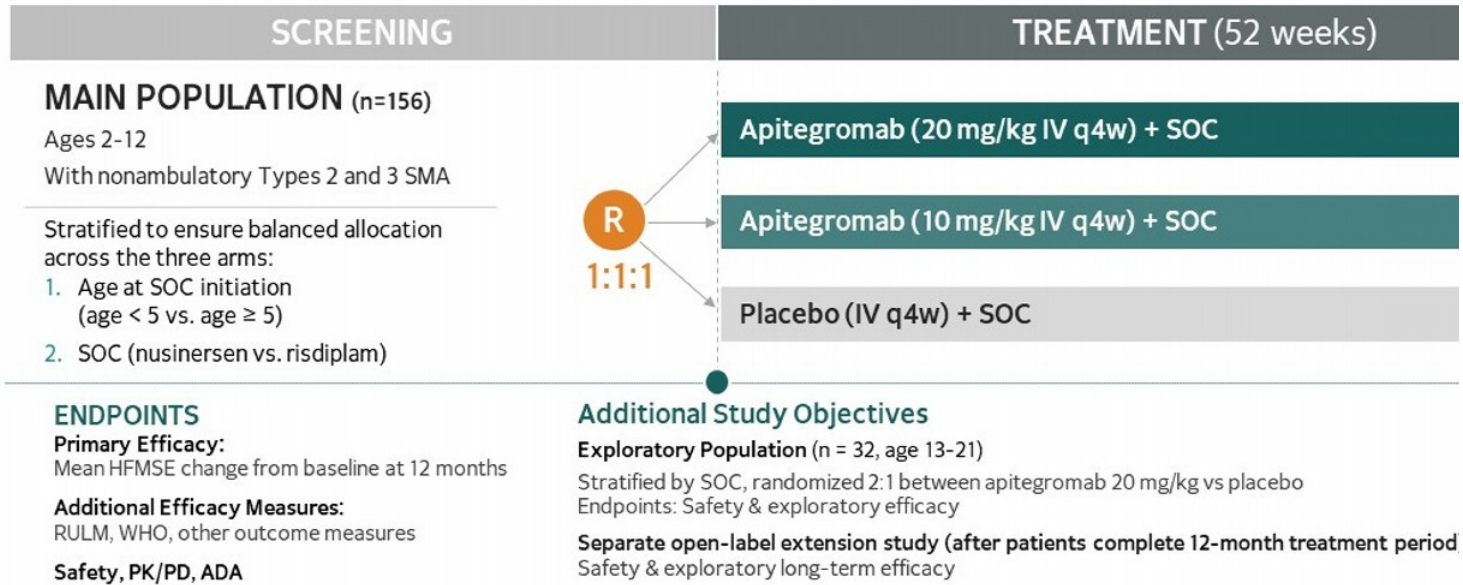 SCREENING
TREATMENT (52 weeks)
MAIN POPULATION (n=156)
Ages 2-12
With nonambulatory Types 2 and 3 SMA
Stratified to ensure balanced allocation
across the three arms:
1. Age at SOC initiation
(age < 5 vs. age ≥ 5)
2. SOC (nusinersen vs. risdiplam)
R
1:1:1
Apitegromab (20 mg/kg IV q4w) + SOC
Apitegromab (10 mg/kg IV q4w) + SOC
Placebo (IV q4w) + SOC
ENDPOINTS
Primary Efficacy:
Mean HFMSE change from baseline at 12 months
Additional Efficacy Measures:
RULM, WHO, other outcome measures
Safety, PK/PD, ADA
Additional Study Objectives
Exploratory Population (n = 32, age 13-21)
Stratified by SOC, randomized 2:1 between apitegromab 20 mg/kg vs placebo
Endpoints: Safety & exploratory efficacy
Separate open-label extension study (after patients complete 12-month treatment period)
Safety & exploratory long-term efficacy